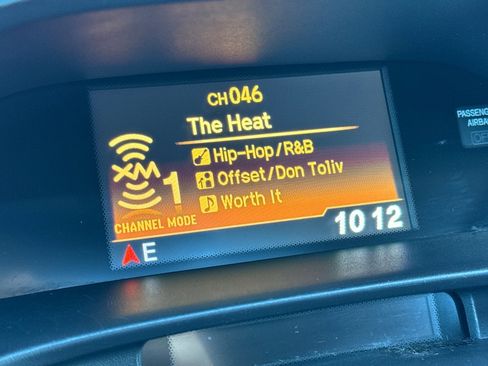 CH046
The Heat
Hip-Hop/R&B
Offset/Don Toliv
Worth It
XM 1
CHANNEL MODE
E
10 12